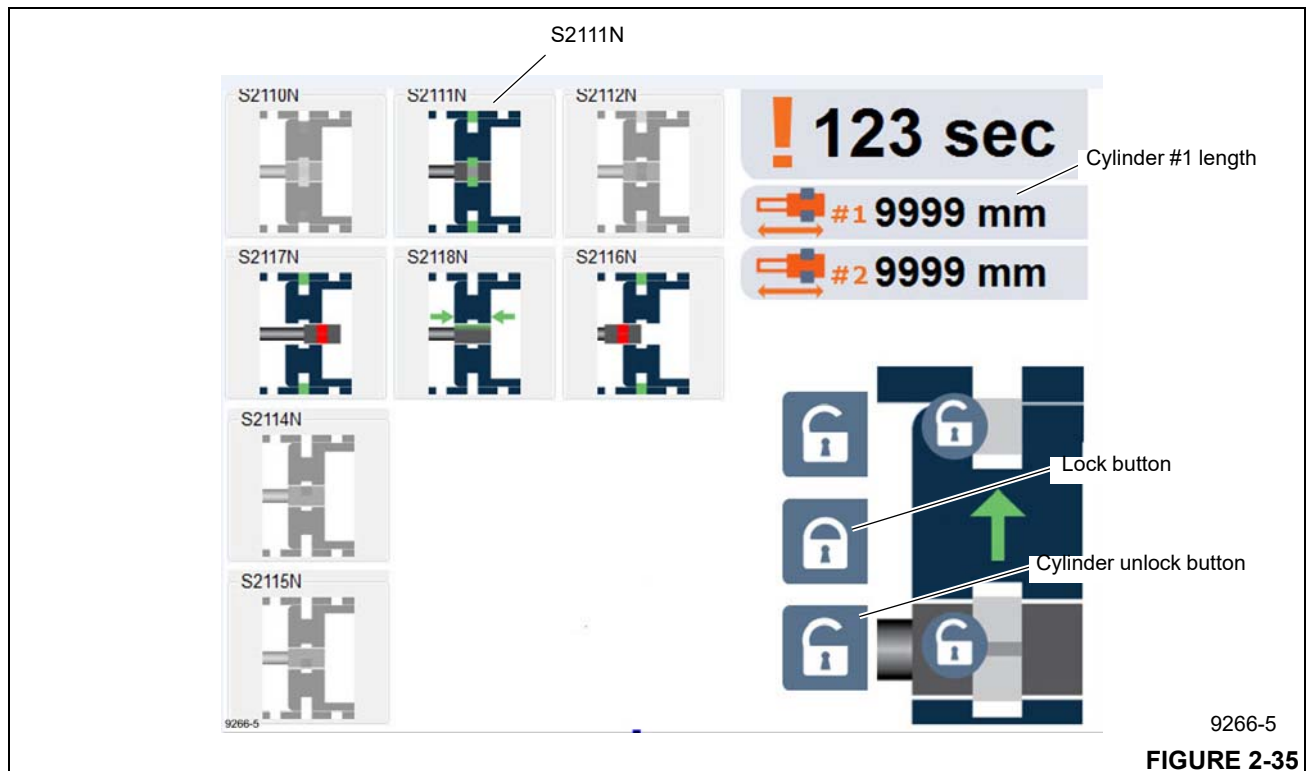 S2111N
S2110N
S2111N
S2112N
! 123 sec
Cylinder #1 length
#1 9999 mm
S2117N
S2118N
S2116N
#2 9999 mm
S2114N
Lock button
Cylinder unlock button
S2115N
9266-5
9266-5
FIGURE 2-35